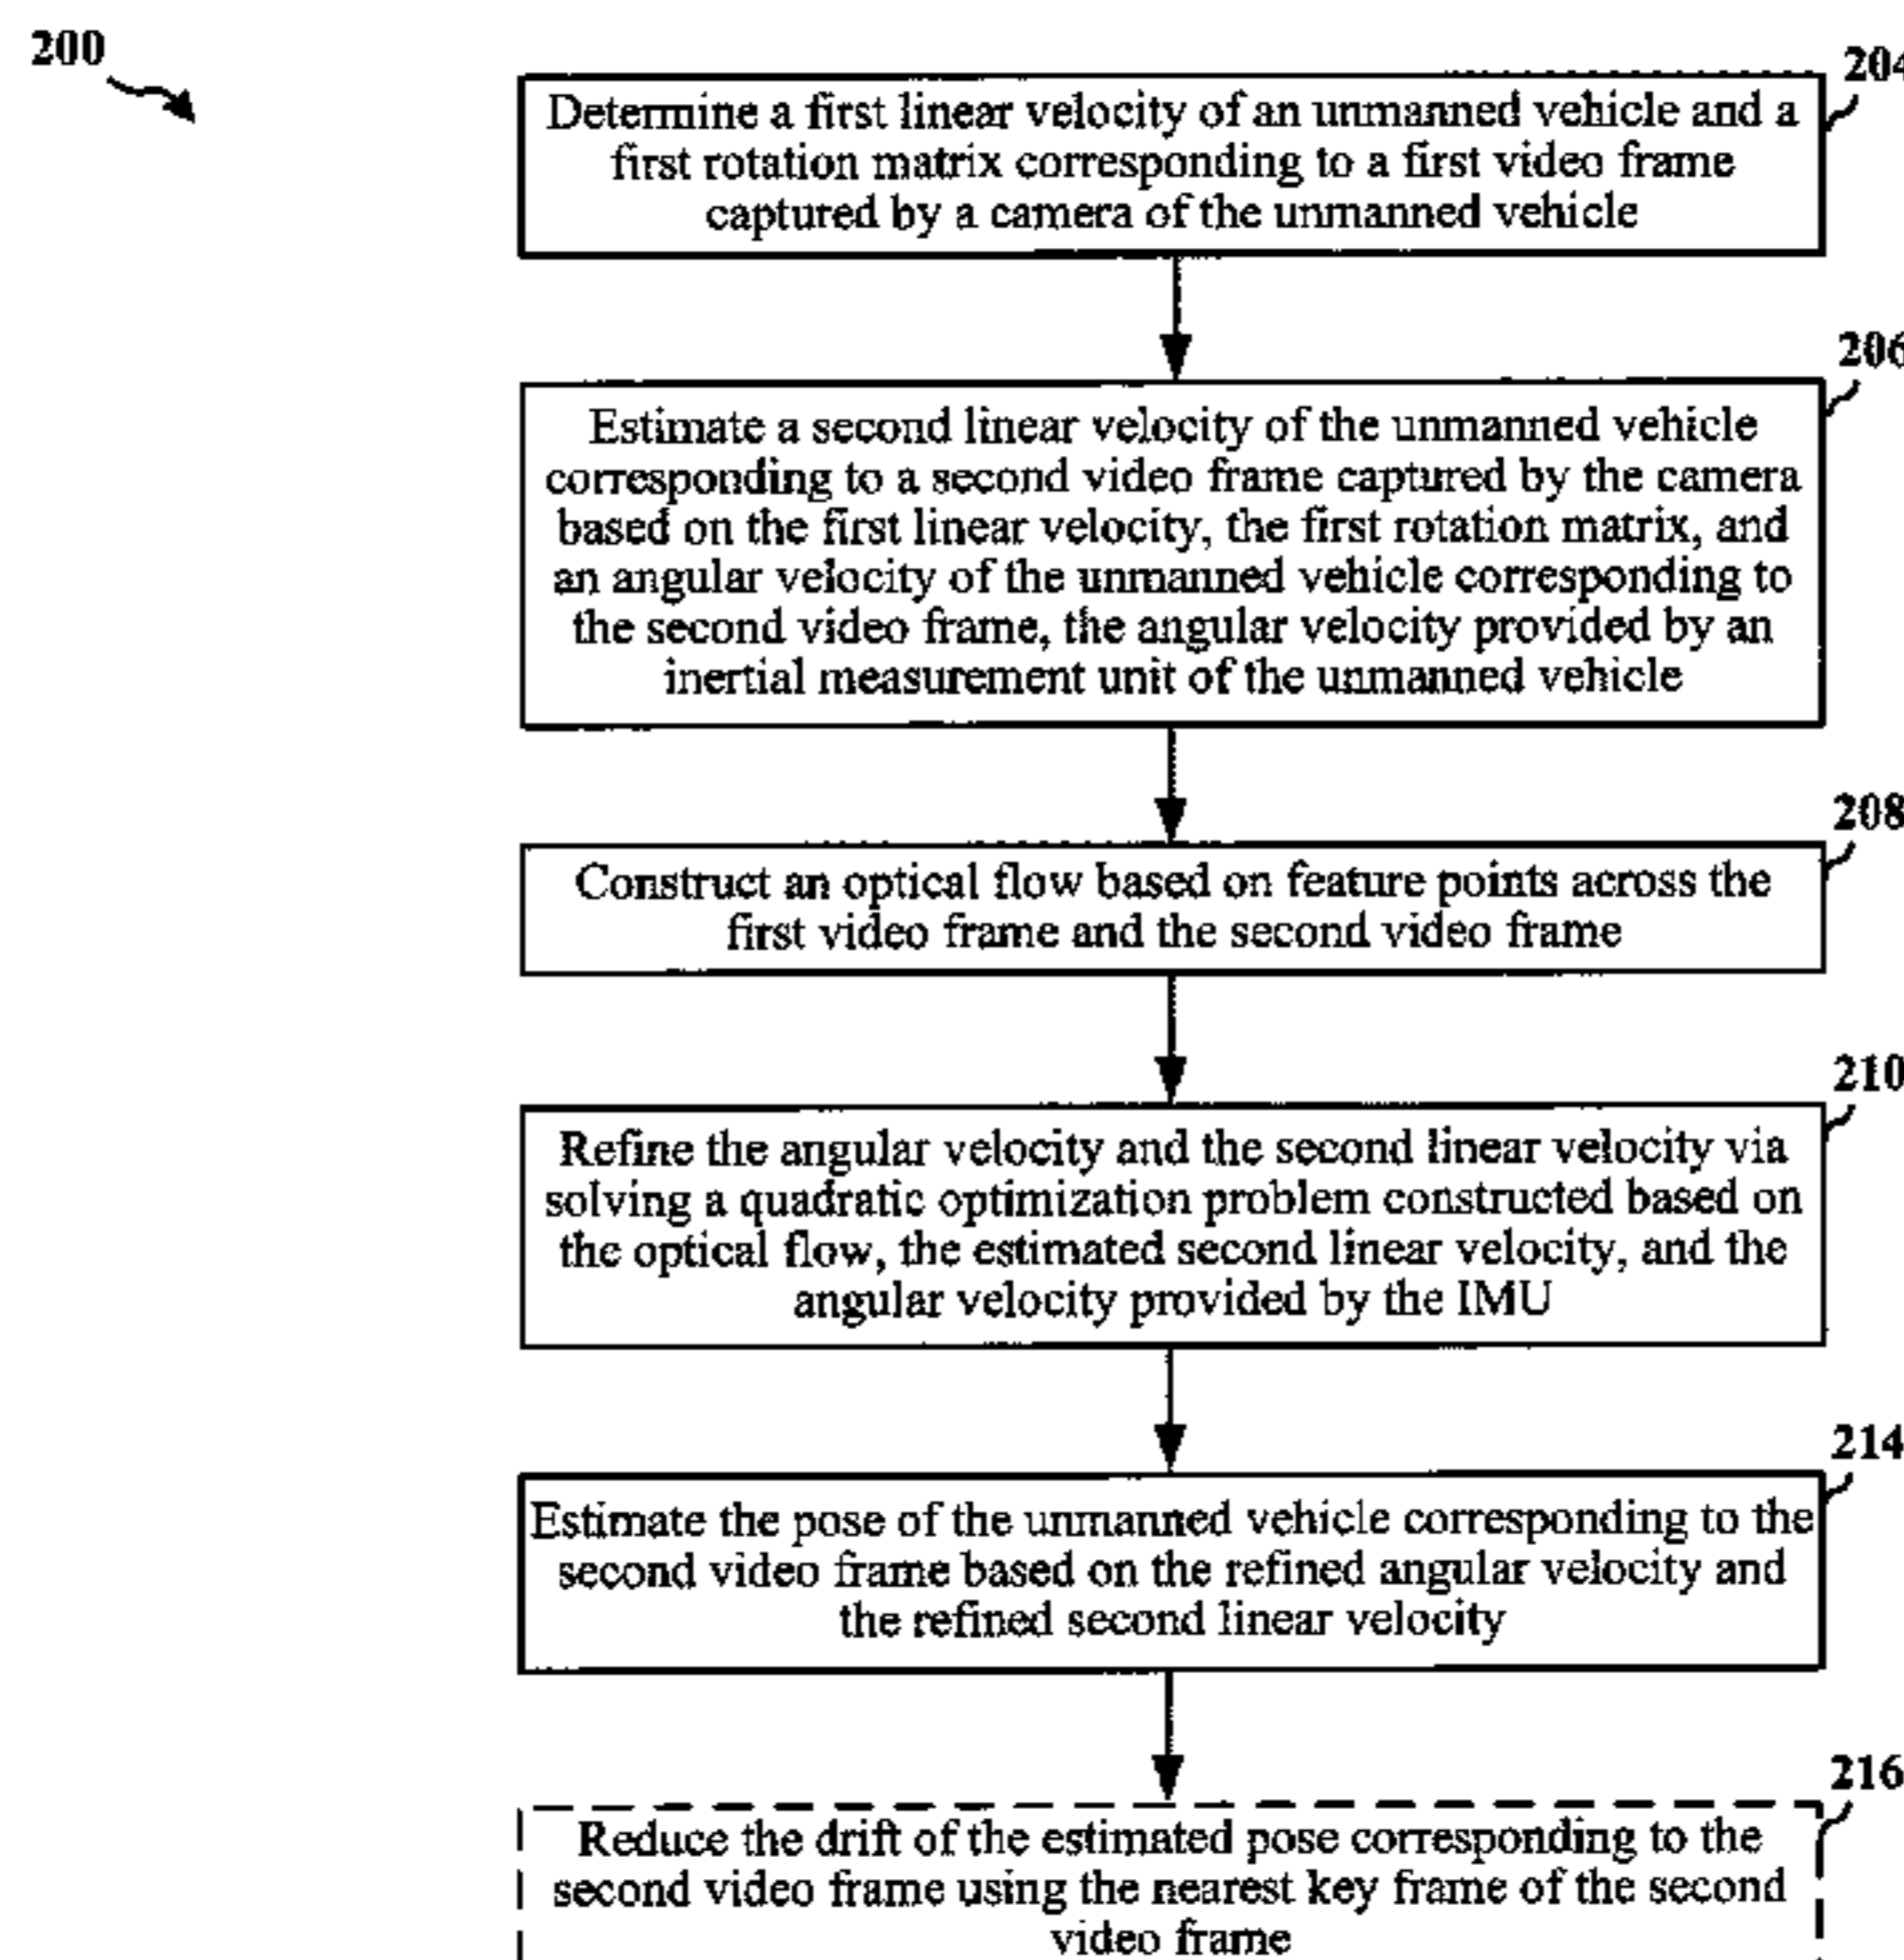 200
204
Determine a first linear velocity of an unmanned vehicle and a
first rotation matrix corresponding to a first video frame
captured by a camera of the unmanned vehicle
206
Estimate a second linear velocity of the unmanned vehicle
corresponding to a second video frame captured by the camera
based on the first linear velocity, the first rotation matrix, and
an angular velocity of the unmanned vehicle corresponding to
the second video frame, the angular velocity provided by an
inertial measurement unit of the unmanned vehicle
208
Construct an optical flow based on feature points across the
first video frame and the second video frame
210
Refine the angular velocity and the second linear velocity via
solving a quadratic optimization problem constructed based on
the optical flow, the estimated second linear velocity, and the
angular velocity provided by the IMU
214
Estimate the pose of the unmanned vehicle corresponding to the
second video frame based on the refined angular velocity and
the refined second linear velocity
216
Reduce the drift of the estimated pose corresponding to the
second video frame using the nearest key frame of the second
video frame